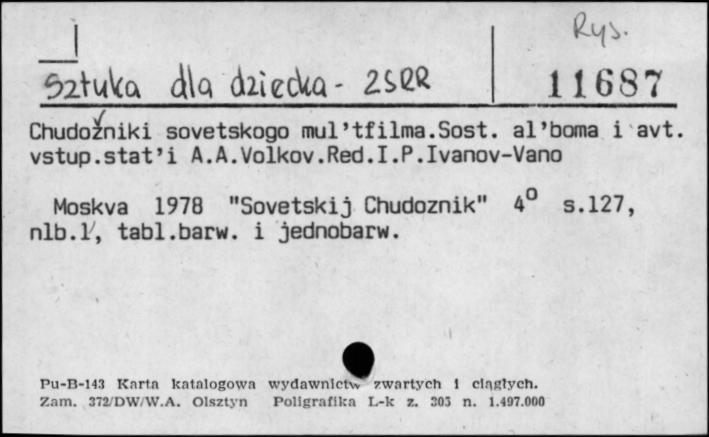 Rys.
Sztuka dla dziecka - ZSRR
11687
Chudožniki sovetskogo mul'tfilma.Sost. al'boma i avt.
vstup.stat'i A.A.Volkov.Red.I.P.Ivanov-Vano
Moskva 1978 "Sovetskij Chudoznik" 4° s.127,
nlb.1, tabl.barw. i jednobarw.
Pu-B-143 Karta katalogowa wydawnictw zwartych i ciągłych.
Zam. 372/DW/W.A. Olsztyn Poligrafika L-k z. 305 n. 1.497.000